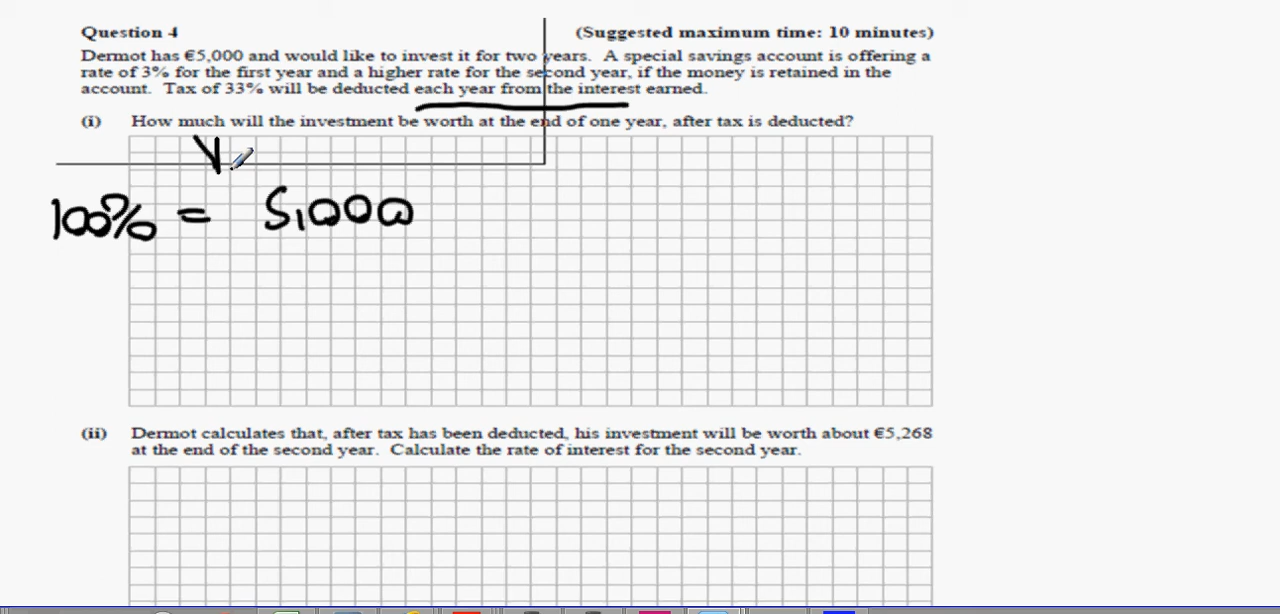 Question 4 (Suggested maximum time: 10 minutes)
Dermot has €5,000 and would like to invest it for two years. A special savings account is offering a
rate of 3% for the first year and a higher rate for the second year, if the money is retained in the
account. Tax of 33% will be deducted each year from the interest earned.
(i) How much will the investment be worth at the end of one year, after tax is deducted?
100% = 5,000
(ii) Dermot calculates that, after tax has been deducted, his investment will be worth about €5,268
at the end of the second year. Calculate the rate of interest for the second year.